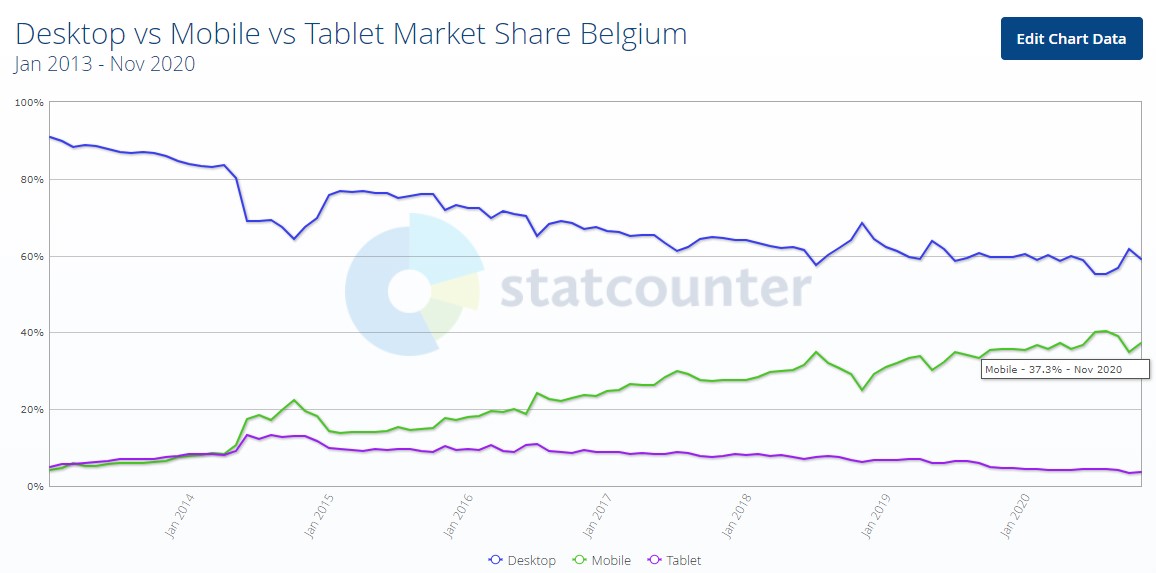 Desktop vs Mobile vs Tablet Market Share Belgium
Jan 2013 - Nov 2020
Edit Chart Data
100%
80%
60%
40%
20%
0%
statcounter
Mobile - 37.3% - Nov 2020
Jan 2014
Jan 2015
Jan 2016
Jan 2017
Jan 2018
Jan 2019
Jan 2020
Desktop Mobile Tablet